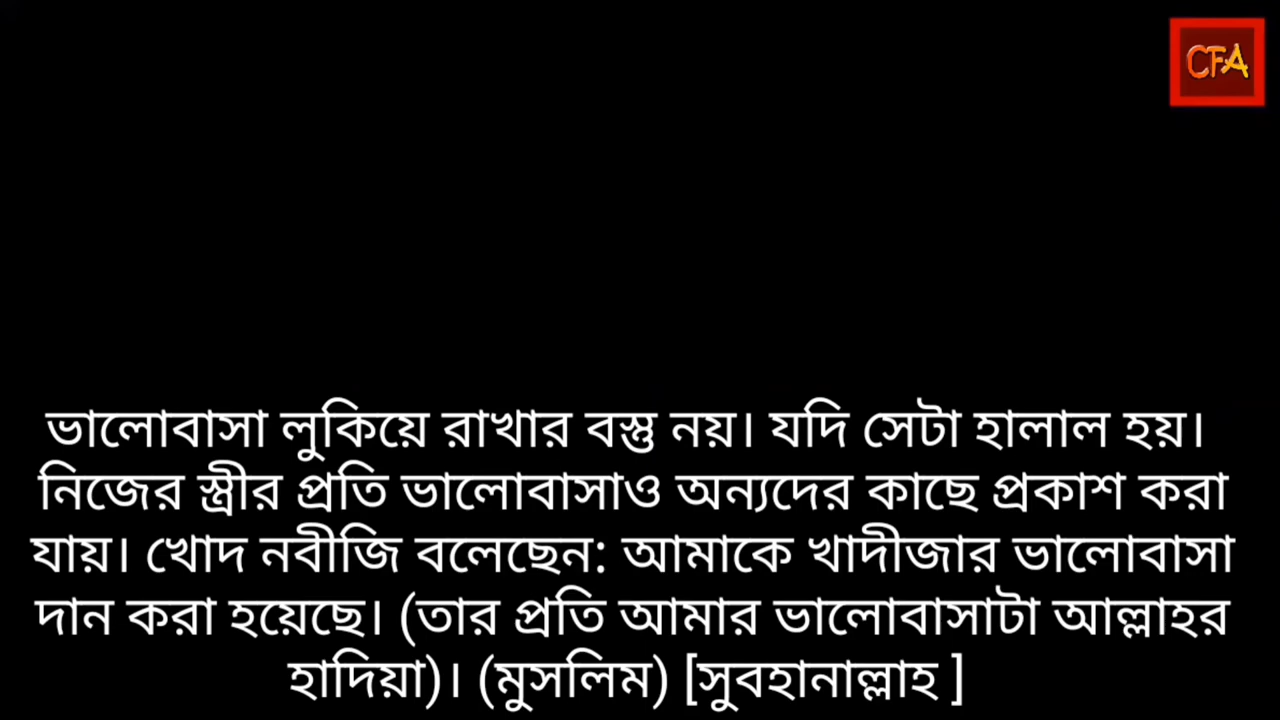 CFA
ভালোবাসা লুকিয়ে রাখার বস্তু নয়। যদি সেটা হালাল হয়।
নিজের স্ত্রীর প্রতি ভালোবাসাও অন্যদের কাছে প্রকাশ করা
যায়। খোদ নবীজি বলেছেন: আমাকে খাদীজার ভালোবাসা
দান করা হয়েছে। (তার প্রতি আমার ভালোবাসাটা আল্লাহর
হাদিয়া)। (মুসলিম) [সুবহানাল্লাহ ]